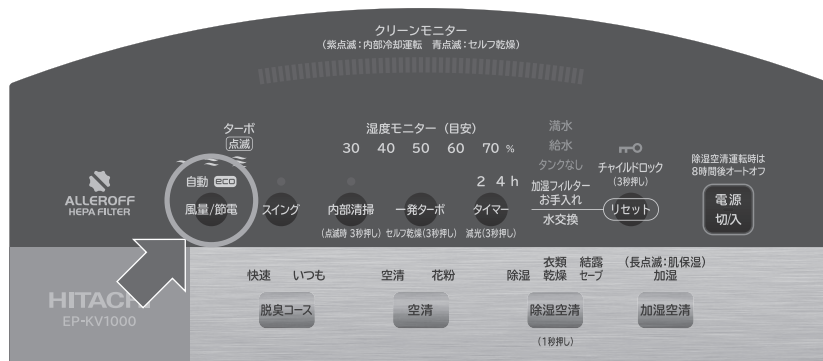 クリーンモニター
(紫点滅:内部冷却運転 青点滅:セルフ乾燥)
ターボ
点滅
湿度モニター (目安)
30 40 50 60 70 %
満水
給水
タンクなし
チャイルドロック
(3秒押し)
除湿空清運転時は
8時間後オートオフ
ALLEROFF
HEPA FILTER
自動 eco
風量/節電
スイング
内部清掃
(点滅時 3秒押し)
一発ターボ
セルフ乾燥(3秒押し)
2 4 h
タイマー
減光(3秒押し)
加湿フィルター
お手入れ
水交換
リセット
電源
切/入
HITACHI
EP-KV1000
快速 いつも
脱臭コース
空清 花粉
空清
除湿 衣類乾燥 結露セーブ
除湿空清
(1秒押し)
(長点滅:肌保湿)
加湿
加湿空清